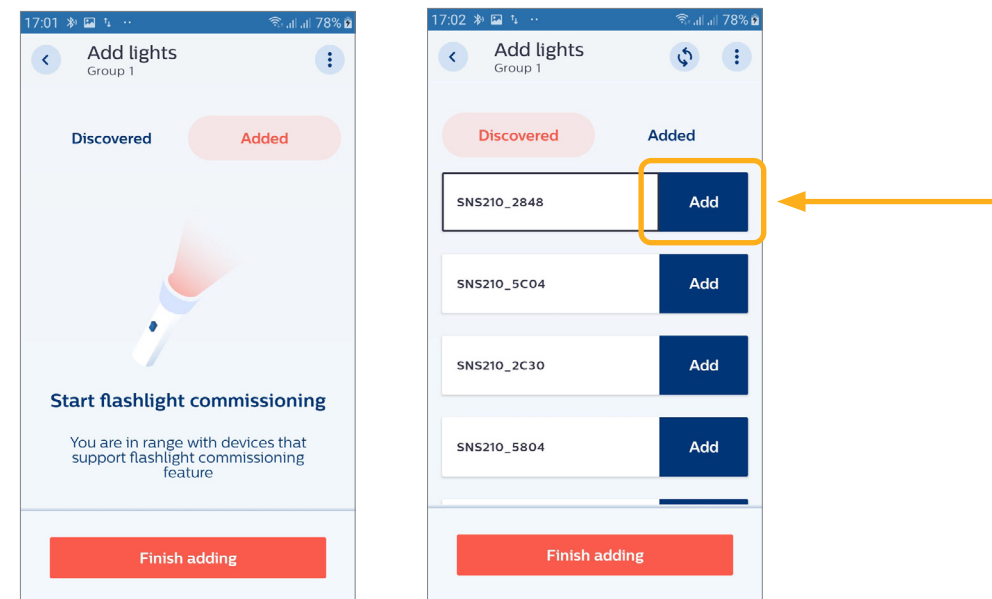 17:01 78%
Add lights
Group 1
Discovered Added
Start flashlight commissioning
You are in range with devices that
support flashlight commissioning
feature
Finish adding
17:02 78%
Add lights
Group 1
Discovered Added
SNS210_2848 Add
SNS210_5C04 Add
SNS210_2C30 Add
SNS210_5804 Add
Finish adding